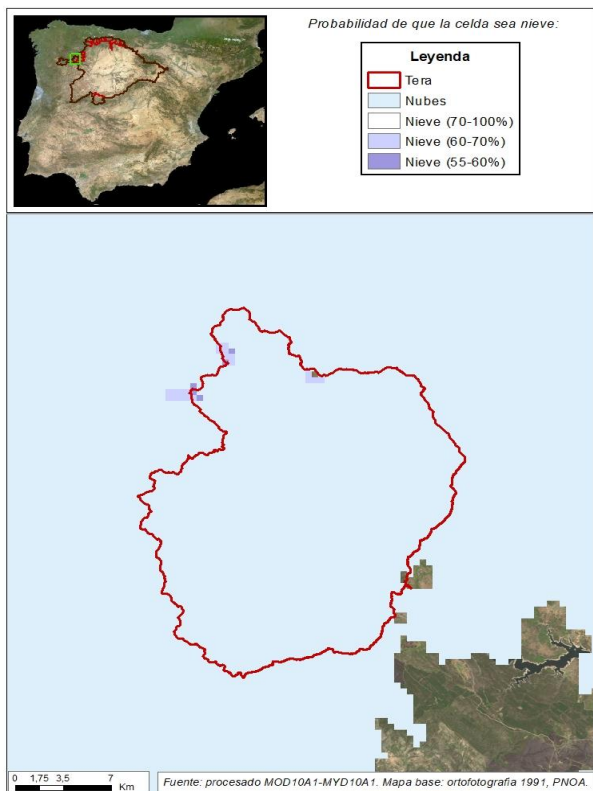 Probabilidad de que la celda sea nieve:
Leyenda
Tera
Nubes
Nieve (70-100%)
Nieve (60-70%)
Nieve (55-60%)
0 1,75 3,5 7
Km
Fuente: procesado MOD10A1-MYD10A1. Mapa base: ortofotografía 1991, PNOA.